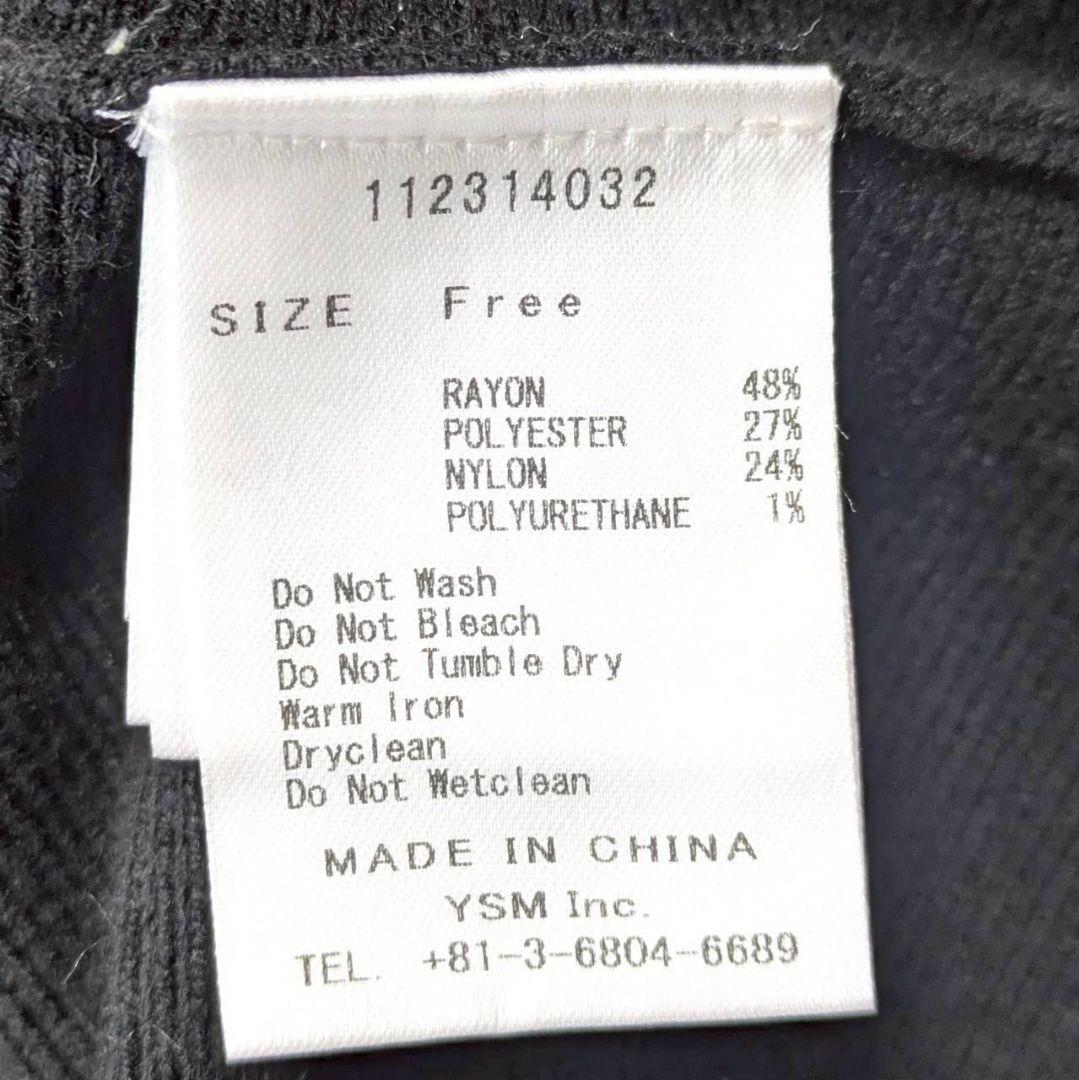 112314032
SIZE Free
RAYON 48%
POLYESTER 27%
NYLON 24%
POLYURETHANE 1%
Do Not Wash
Do Not Bleach
Do Not Tumble Dry
Warm Iron
Dryclean
Do Not Wetclean
MADE IN CHINA
YSM Inc.
TEL. +81-3-6804-6689